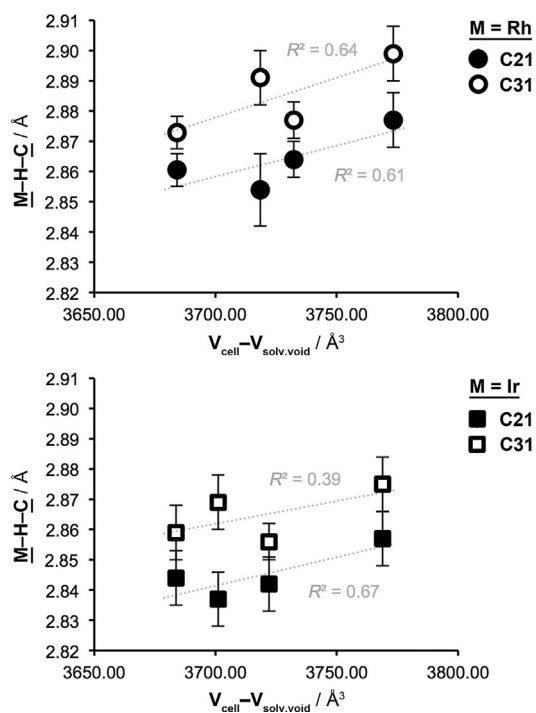 2.91
2.90
2.89
2.88
2.87
2.86
2.85
2.84
2.83
2.82
M–H–C / Å
R² = 0.64
R² = 0.61
3650.00 3700.00 3750.00 3800.00
Vcell–Vsolv.void / Å³
M = Rh
C21
C31
2.91
2.90
2.89
2.88
2.87
2.86
2.85
2.84
2.83
2.82
M–H–C / Å
R² = 0.39
R² = 0.67
3650.00 3700.00 3750.00 3800.00
Vcell–Vsolv.void / Å³
M = Ir
C21
C31